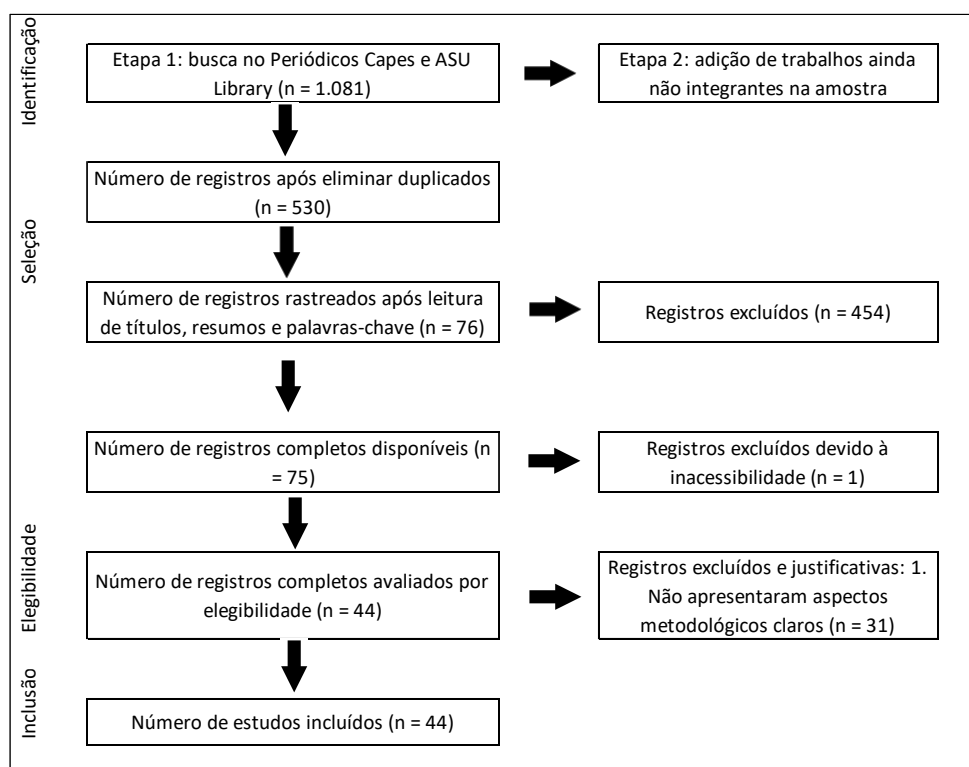 Identificação
Etapa 1: busca no Periódicos Capes e ASU
Library (n = 1.081)
Etapa 2: adição de trabalhos ainda
não integrantes na amostra
Seleção
Número de registros após eliminar duplicados
(n = 530)
Número de registros rastreados após leitura
de títulos, resumos e palavras-chave (n = 76)
Registros excluídos (n = 454)
Número de registros completos disponíveis (n
= 75)
Registros excluídos devido à
inacessibilidade (n = 1)
Elegibilidade
Número de registros completos avaliados por
elegibilidade (n = 44)
Registros excluídos e justificativas: 1.
Não apresentaram aspectos
metodológicos claros (n = 31)
Inclusão
Número de estudos incluídos (n = 44)